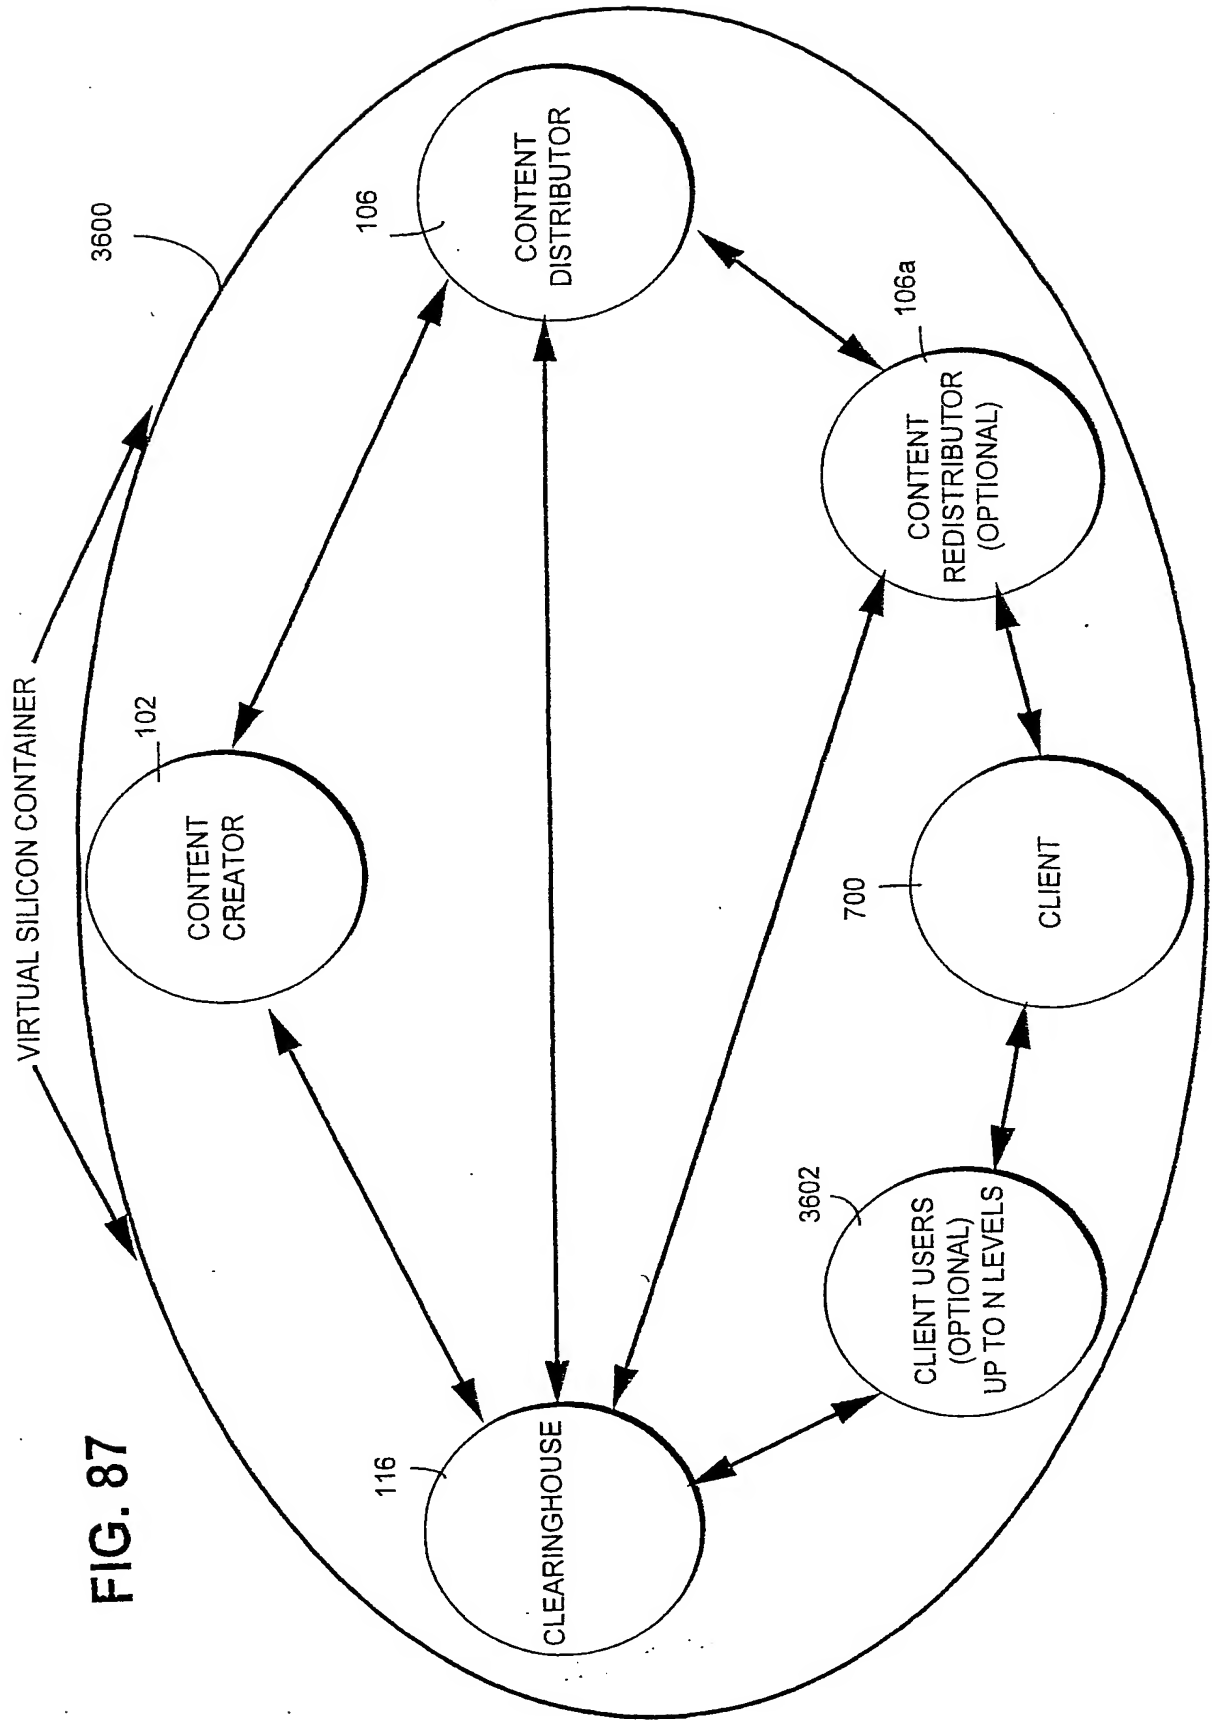 FIG. 87
VIRTUAL SILICON CONTAINER
3600
102
CONTENT
CREATOR
106
CONTENT
DISTRIBUTOR
116
CLEARINGHOUSE
106a
CONTENT
REDISTRIBUTOR
(OPTIONAL)
3602
CLIENT USERS
(OPTIONAL)
UP TO N LEVELS
700
CLIENT